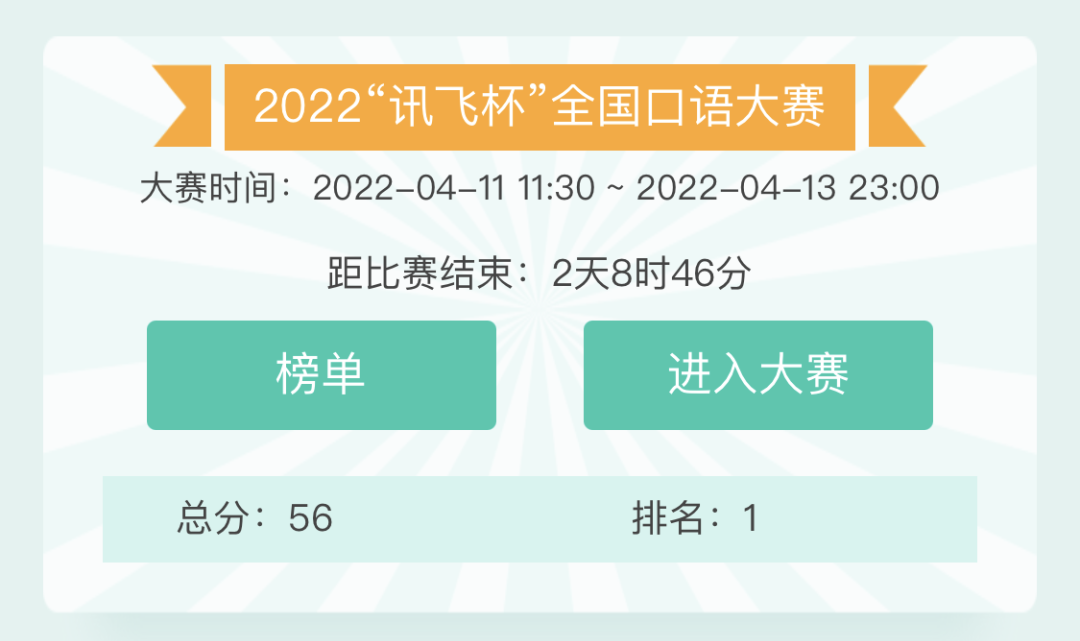 2022“讯飞杯”全国口语大赛
大赛时间：2022-04-11 11:30 ~ 2022-04-13 23:00
距比赛结束：2天8时46分
榜单 进入大赛
总分：56 排名：1